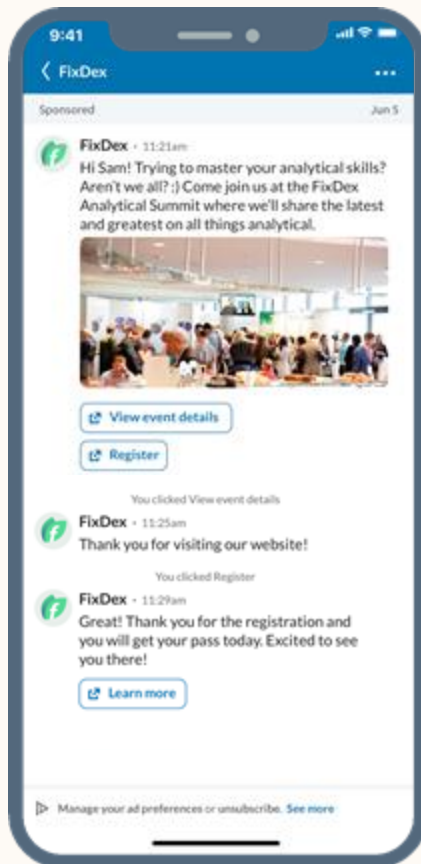 9:41
FixDex
Sponsored Jun 5
FixDex • 11:21am
Hi Sam! Trying to master your analytical skills?
Aren't we all? :) Come join us at the FixDex
Analytical Summit where we'll share the latest
and greatest on all things analytical.
View event details
Register
You clicked View event details
FixDex • 11:25am
Thank you for visiting our website!
You clicked Register
FixDex • 11:29am
Great! Thank you for the registration and
you will get your pass today. Excited to see
you there!
Learn more
Manage your ad preferences or unsubscribe. See more